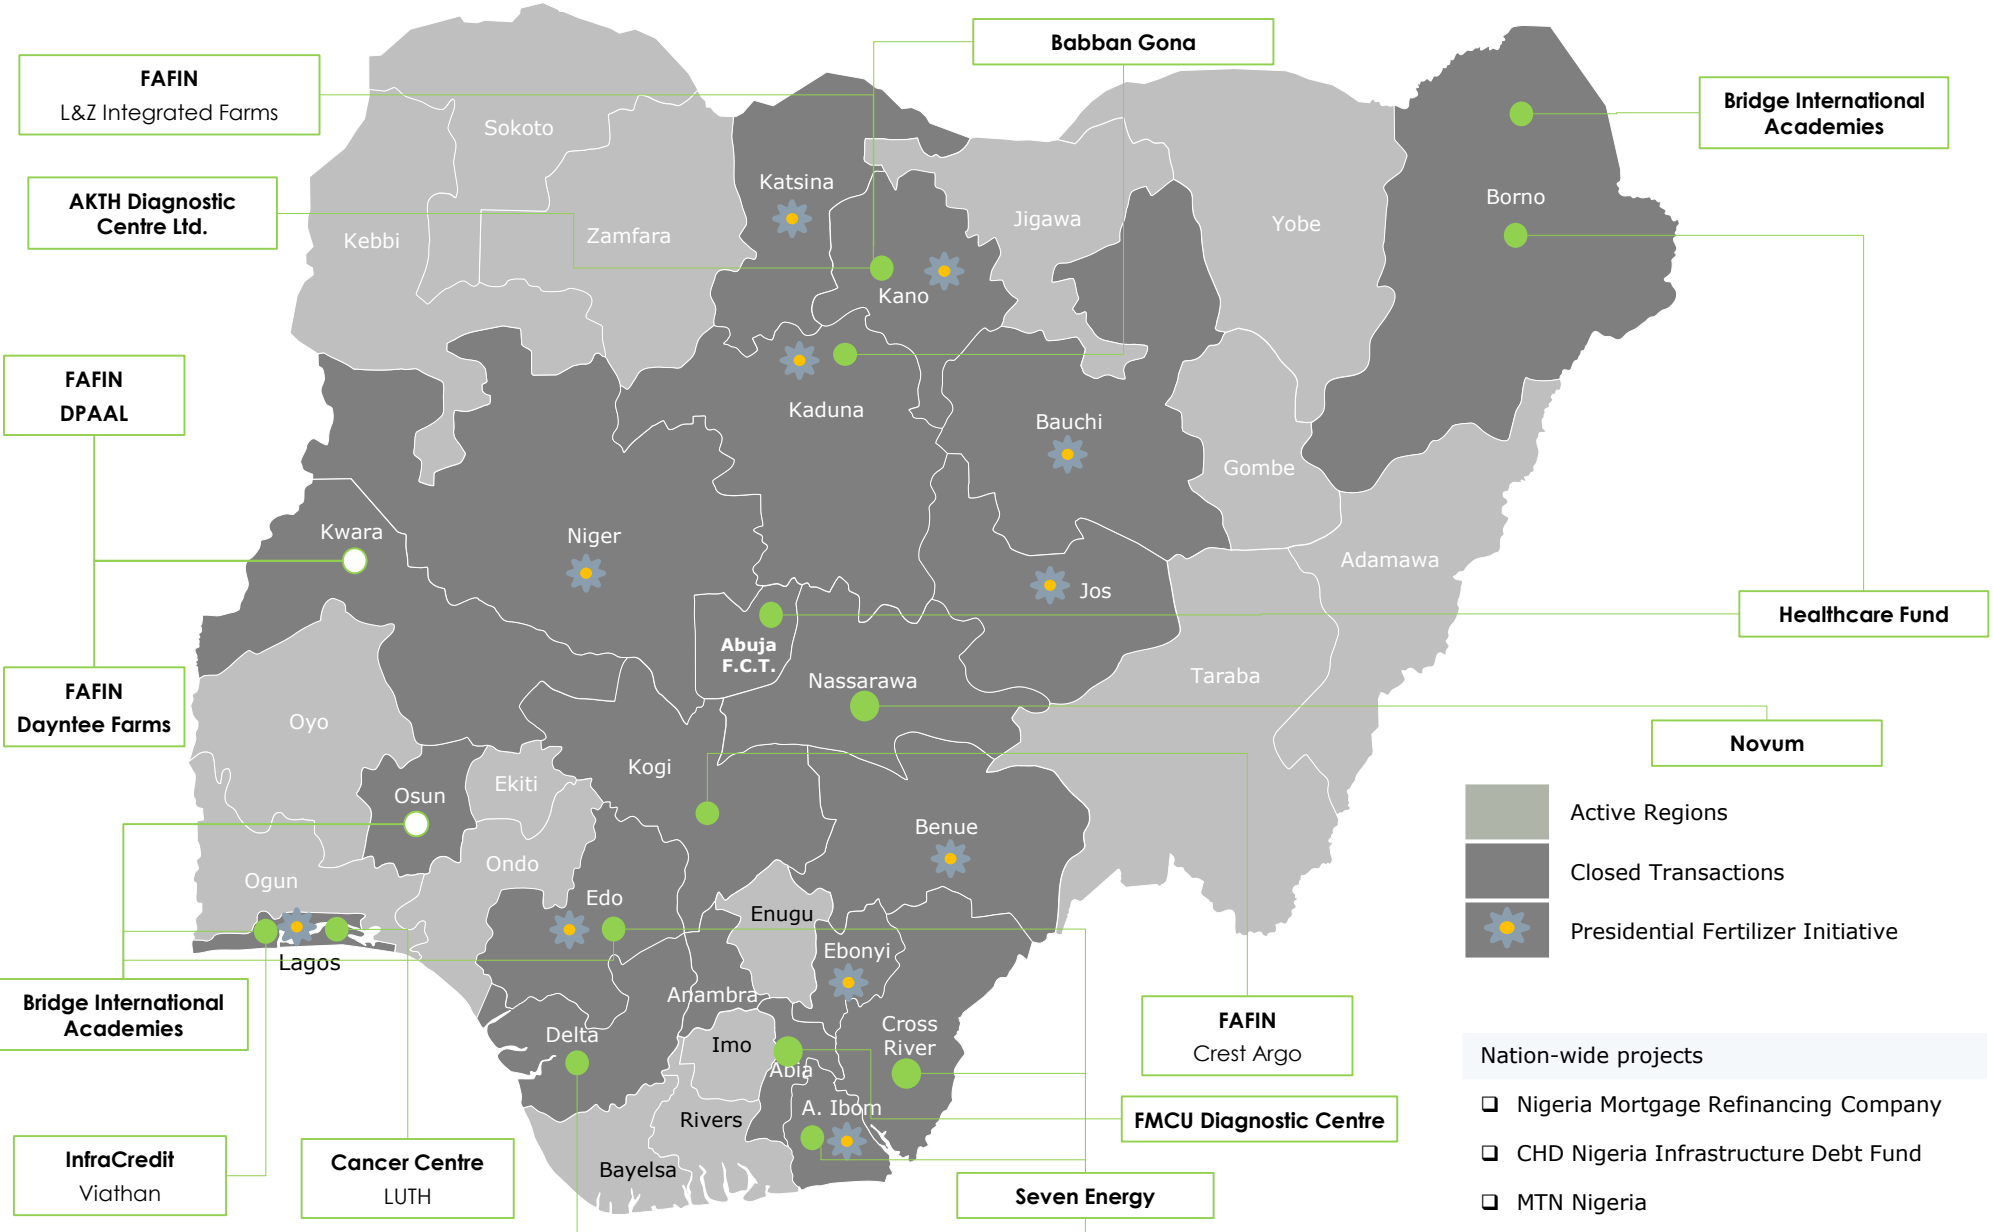 Babban Gona
FAFIN
L&Z Integrated Farms
Bridge International
Academies
Sokoto
Katsina
AKTH Diagnostic
Centre Ltd.
Borno
Jigawa
Yobe
Kebbi
Zamfara
Kano
FAFIN
DPAAL
Kaduna
Bauchi
Gombe
Kwara
Niger
Adamawa
Jos
Healthcare Fund
Abuja
F.C.T.
Nassarawa
Taraba
FAFIN
Dayntee Farms
Oyo
Novum
Kogi
Ekiti
Osun
Active Regions
Benue
Ondo
Closed Transactions
Ogun
Edo
Enugu
Presidential Fertilizer Initiative
Ebonyi
Lagos
Anambra
Bridge International
Academies
Cross
River
FAFIN
Crest Argo
Delta
Imo
Abia
Nation-wide projects
A. Ibom
Rivers
FMCU Diagnostic Centre
❑ Nigeria Mortgage Refinancing Company
❑ CHD Nigeria Infrastructure Debt Fund
InfraCredit
Viathan
Cancer Centre
LUTH
Bayelsa
Seven Energy
❑ MTN Nigeria